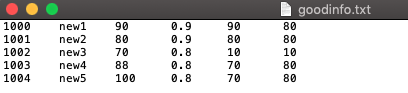 goodinfo.txt
1000 new1 90 0.9 90 80
1001 new2 80 0.9 80 80
1002 new3 70 0.8 10 10
1003 new4 88 0.8 70 80
1004 new5 100 0.8 70 80